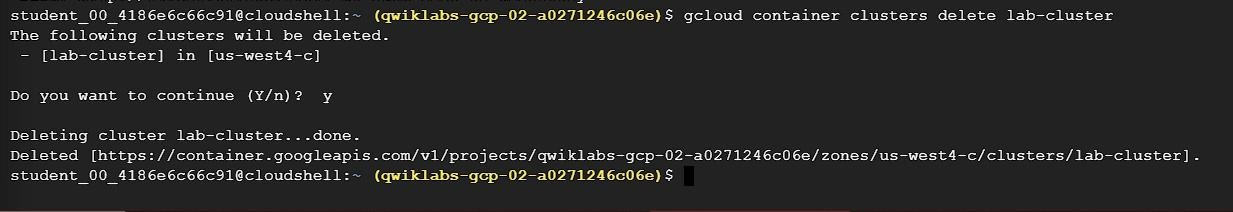 student_00_4186e6c66c91@cloudshell:~ (qwiklabs-gcp-02-a0271246c06e)$ gcloud container clusters delete lab-cluster
The following clusters will be deleted.
 - [lab-cluster] in [us-west4-c]
Do you want to continue (Y/n)?  y
Deleting cluster lab-cluster...done.
Deleted [https://container.googleapis.com/v1/projects/qwiklabs-gcp-02-a0271246c06e/zones/us-west4-c/clusters/lab-cluster].
student_00_4186e6c66c91@cloudshell:~ (qwiklabs-gcp-02-a0271246c06e)$